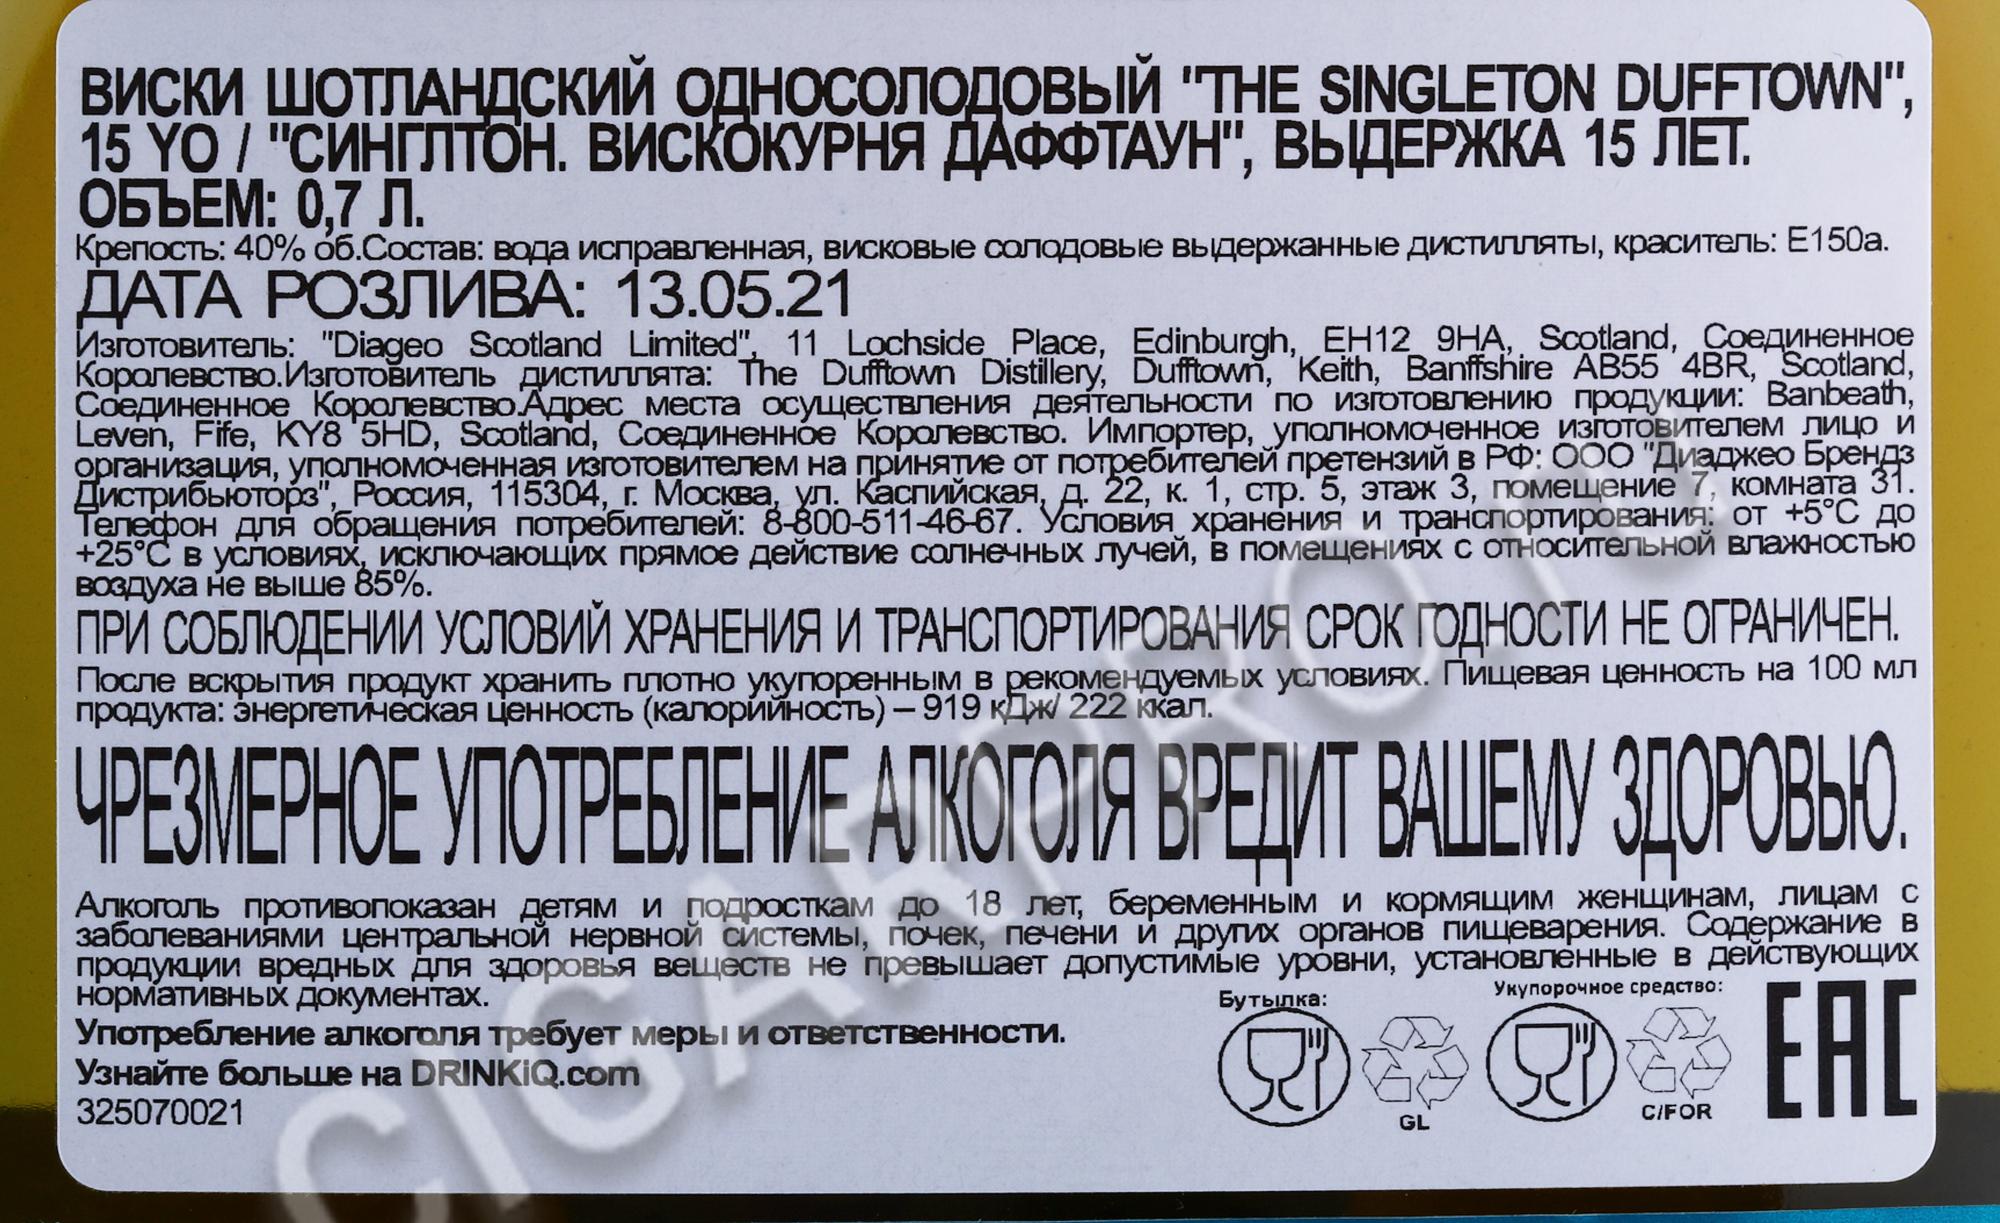 ВИСКИ ШОТЛАНДСКИЙ ОДНОСОЛОДОВЫЙ "THE SINGLETON DUFFTOWN",
15 YO / "СИНГЛТОН. ВИСКОКУРНЯ ДАФФТАУН", ВЫДЕРЖКА 15 ЛЕТ.
ОБЪЕМ: 0,7 Л.
Крепость: 40% об.Состав: вода исправленная, висковые солодовые выдержанные дистилляты, краситель: Е150а.
ДАТА РОЗЛИВА: 13.05.21
Изготовитель: "Diageo Scotland Limited", 11 Lochside Place, Edinburgh, EH12 9HA, Scotland, Соединенное
Королевство.Изготовитель дистиллята: The Dufftown Distillery, Dufftown, Keith, Banffshire AB55 4BR, Scotland,
Соединенное Королевство.Адрес места осуществления деятельности по изготовлению продукции: Banbeath,
Leven, Fife, KY8 5HD, Scotland, Соединенное Королевство. Импортер, уполномоченное изготовителем лицо и
организация, уполномоченная изготовителем на принятие от потребителей претензий в РФ: ООО "Диаджео Брендз
Дистрибьюторз", Россия, 115304, г. Москва, ул. Каспийская, д. 22, к. 1, стр. 5, этаж 3, помещение 7, комната 31.
Телефон для обращения потребителей: 8-800-511-46-67. Условия хранения и транспортирования: от +5°С до
+25°С в условиях, исключающих прямое действие солнечных лучей, в помещениях с относительной влажностью
воздуха не выше 85%.
ПРИ СОБЛЮДЕНИИ УСЛОВИЙ ХРАНЕНИЯ И ТРАНСПОРТИРОВАНИЯ СРОК ГОДНОСТИ НЕ ОГРАНИЧЕН.
После вскрытия продукт хранить плотно укупоренным в рекомендуемых условиях. Пищевая ценность на 100 мл
продукта: энергетическая ценность (калорийность) – 919 кДж/ 222 ккал.
ЧРЕЗМЕРНОЕ УПОТРЕБЛЕНИЕ АЛКОГОЛЯ ВРЕДИТ ВАШЕМУ ЗДОРОВЬЮ.
Алкоголь противопоказан детям и подросткам до 18 лет, беременным и кормящим женщинам, лицам с
заболеваниями центральной нервной системы, почек, печени и других органов пищеварения. Содержание в
продукции вредных для здоровья веществ не превышает допустимые уровни, установленные в действующих
нормативных документах.
Употребление алкоголя требует меры и ответственности.
Узнайте больше на DRINKiQ.com
325070021
Бутылка:
GL
Укупорочное средство:
C/FOR
EAC
CIGARPRO.RU